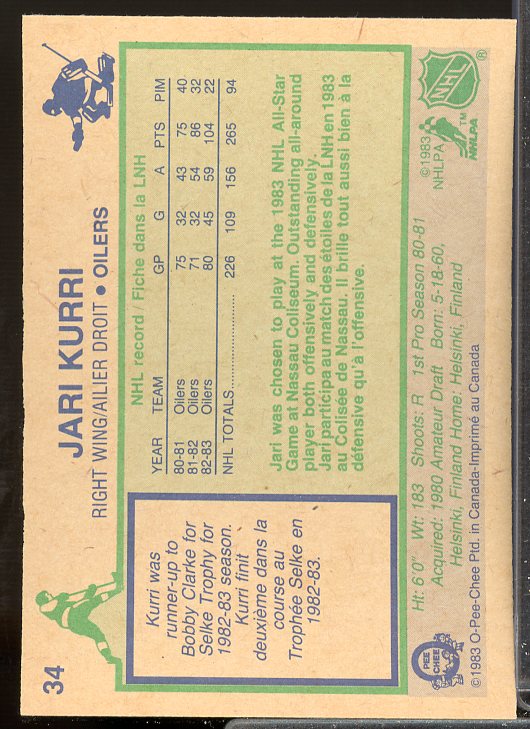 34
JARI KURRI
RIGHT WING/AILIER DROIT • OILERS
Kurri was
runner-up to
Bobby Clarke for
Selke Trophy for
1982-83 season.
Kurri finit
deuxième dans la
course au
Trophée Selke en
1982-83.
NHL record / Fiche dans la LNH
YEAR TEAM GP G A PTS PIM
80-81 Oilers 75 32 43 75 40
81-82 Oilers 71 32 54 86 32
82-83 Oilers 80 45 59 104 22
NHL TOTALS 226 109 156 265 94
Jari was chosen to play at the 1983 NHL All-Star
Game at Nassau Coliseum. Outstanding all-around
player both offensively and defensively.
Jari participa au match des étoiles de la LNH en 1983
au Colisée de Nassau. Il brille tout aussi bien à la
défensive qu'à l'offensive.
O PEE CHEE
Ht: 6'0" Wt: 183 Shoots: R 1st Pro Season 80-81
Acquired: 1980 Amateur Draft Born: 5-18-60,
Helsinki, Finland Home: Helsinki, Finland
©1983 O-Pee-Chee Ptd. in Canada-Imprimé au Canada
©1983
NHLPA
NHLPA
NHL
®